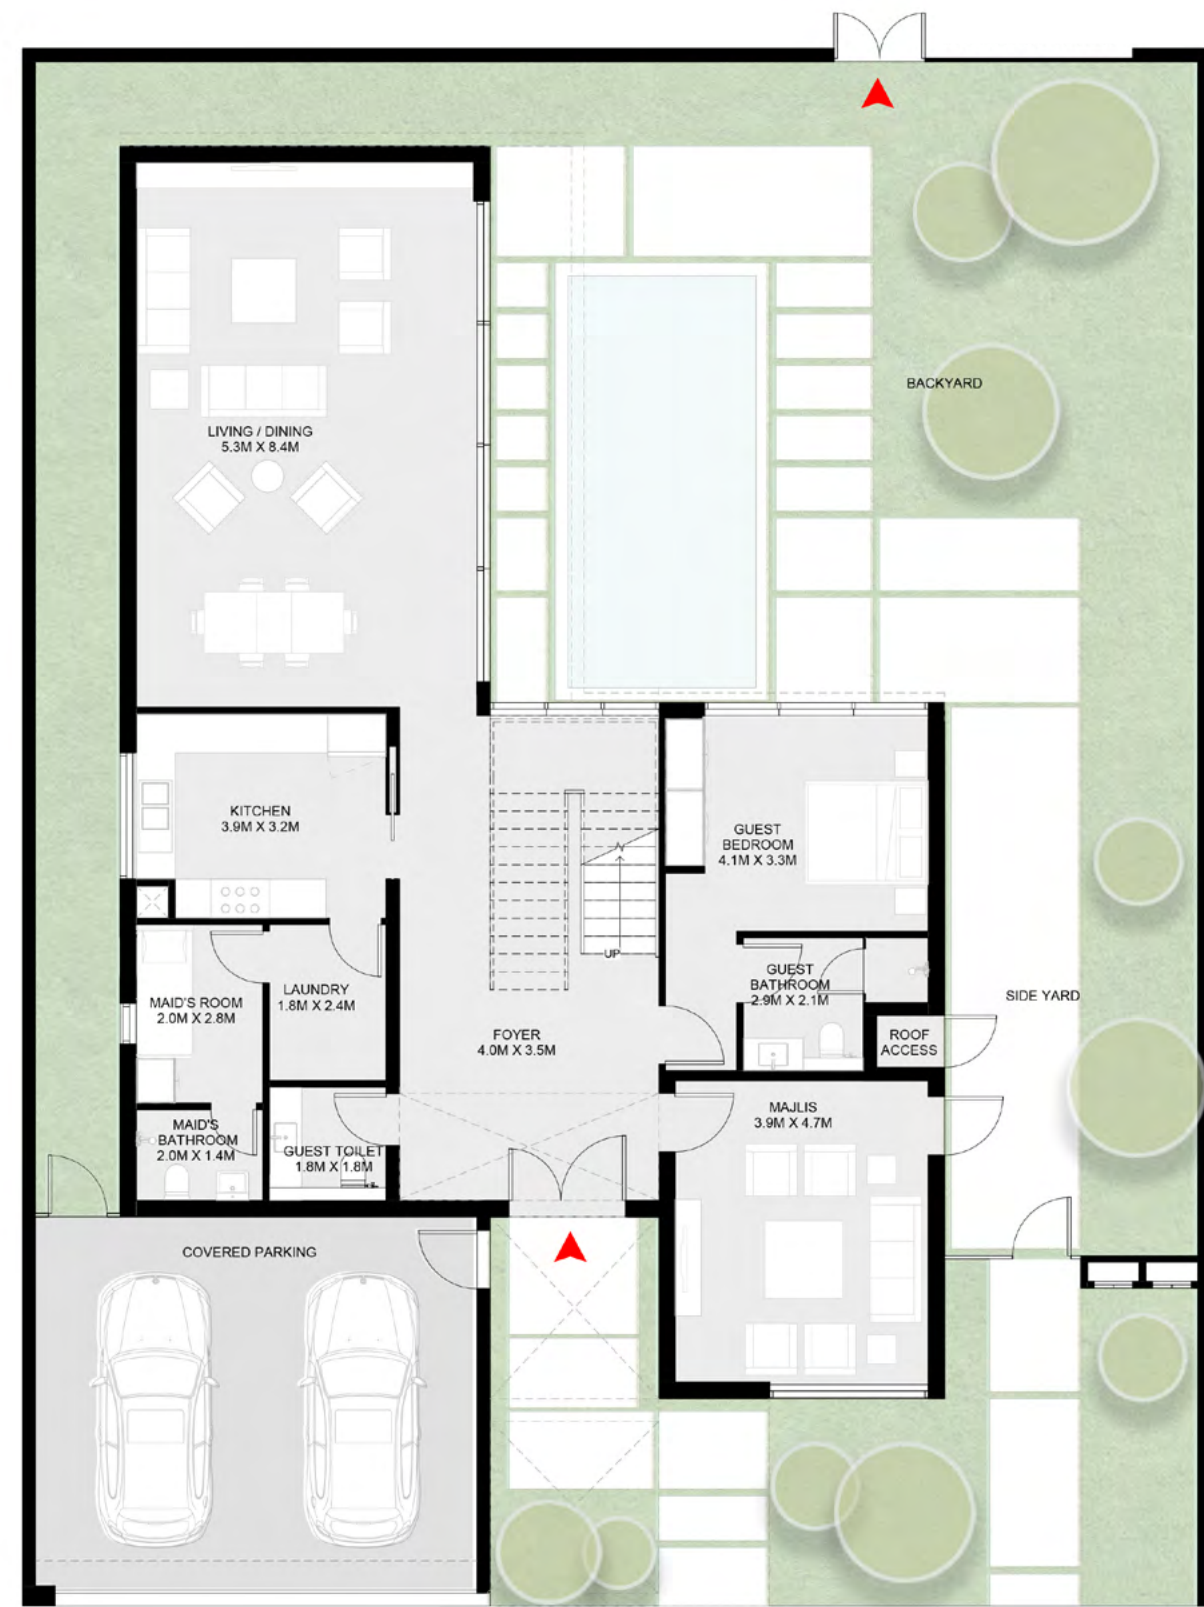 BACKYARD
LIVING / DINING
5.3M X 8.4M
KITCHEN
3.9M X 3.2M
GUEST
BEDROOM
4.1M X 3.3M
UP
GUEST
BATHROOM
2.9M X 2.1M
LAUNDRY
1.8M X 2.4M
MAID'S ROOM
2.0M X 2.8M
SIDE YARD
FOYER
4.0M X 3.5M
ROOF
ACCESS
MAJLIS
3.9M X 4.7M
MAID'S
BATHROOM
2.0M X 1.4M
GUEST TOILET
1.8M X 1.8M
COVERED PARKING